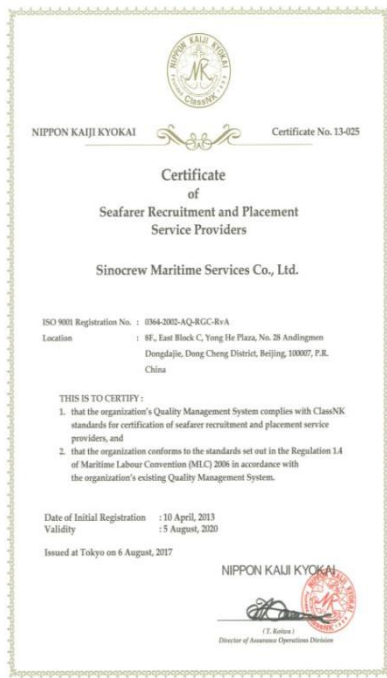 NIPPON KAIJI KYOKAI
NK
ClassNK
NIPPON KAIJI KYOKAI
Certificate No. 13-025
Certificate
of
Seafarer Recruitment and Placement
Service Providers
Sinocrew Maritime Services Co., Ltd.
ISO 9001 Registration No. : 0364-2002-AQ-RGC-RvA
Location : 8F., East Block C, Yong He Plaza, No. 28 Andingmen
Dongdajie, Dong Cheng District, Beijing, 100007, P.R.
China
THIS IS TO CERTIFY :
1. that the organization's Quality Management System complies with ClassNK
standards for certification of seafarer recruitment and placement service
providers, and
2. that the organization conforms to the standards set out in the Regulation 1.4
of Maritime Labour Convention (MLC) 2006 in accordance with
the organization's existing Quality Management System.
Date of Initial Registration : 10 April, 2013
Validity : 5 August, 2020
Issued at Tokyo on 6 August, 2017
NIPPON KAIJI KYOKAI
Director of Assurance Operations Division